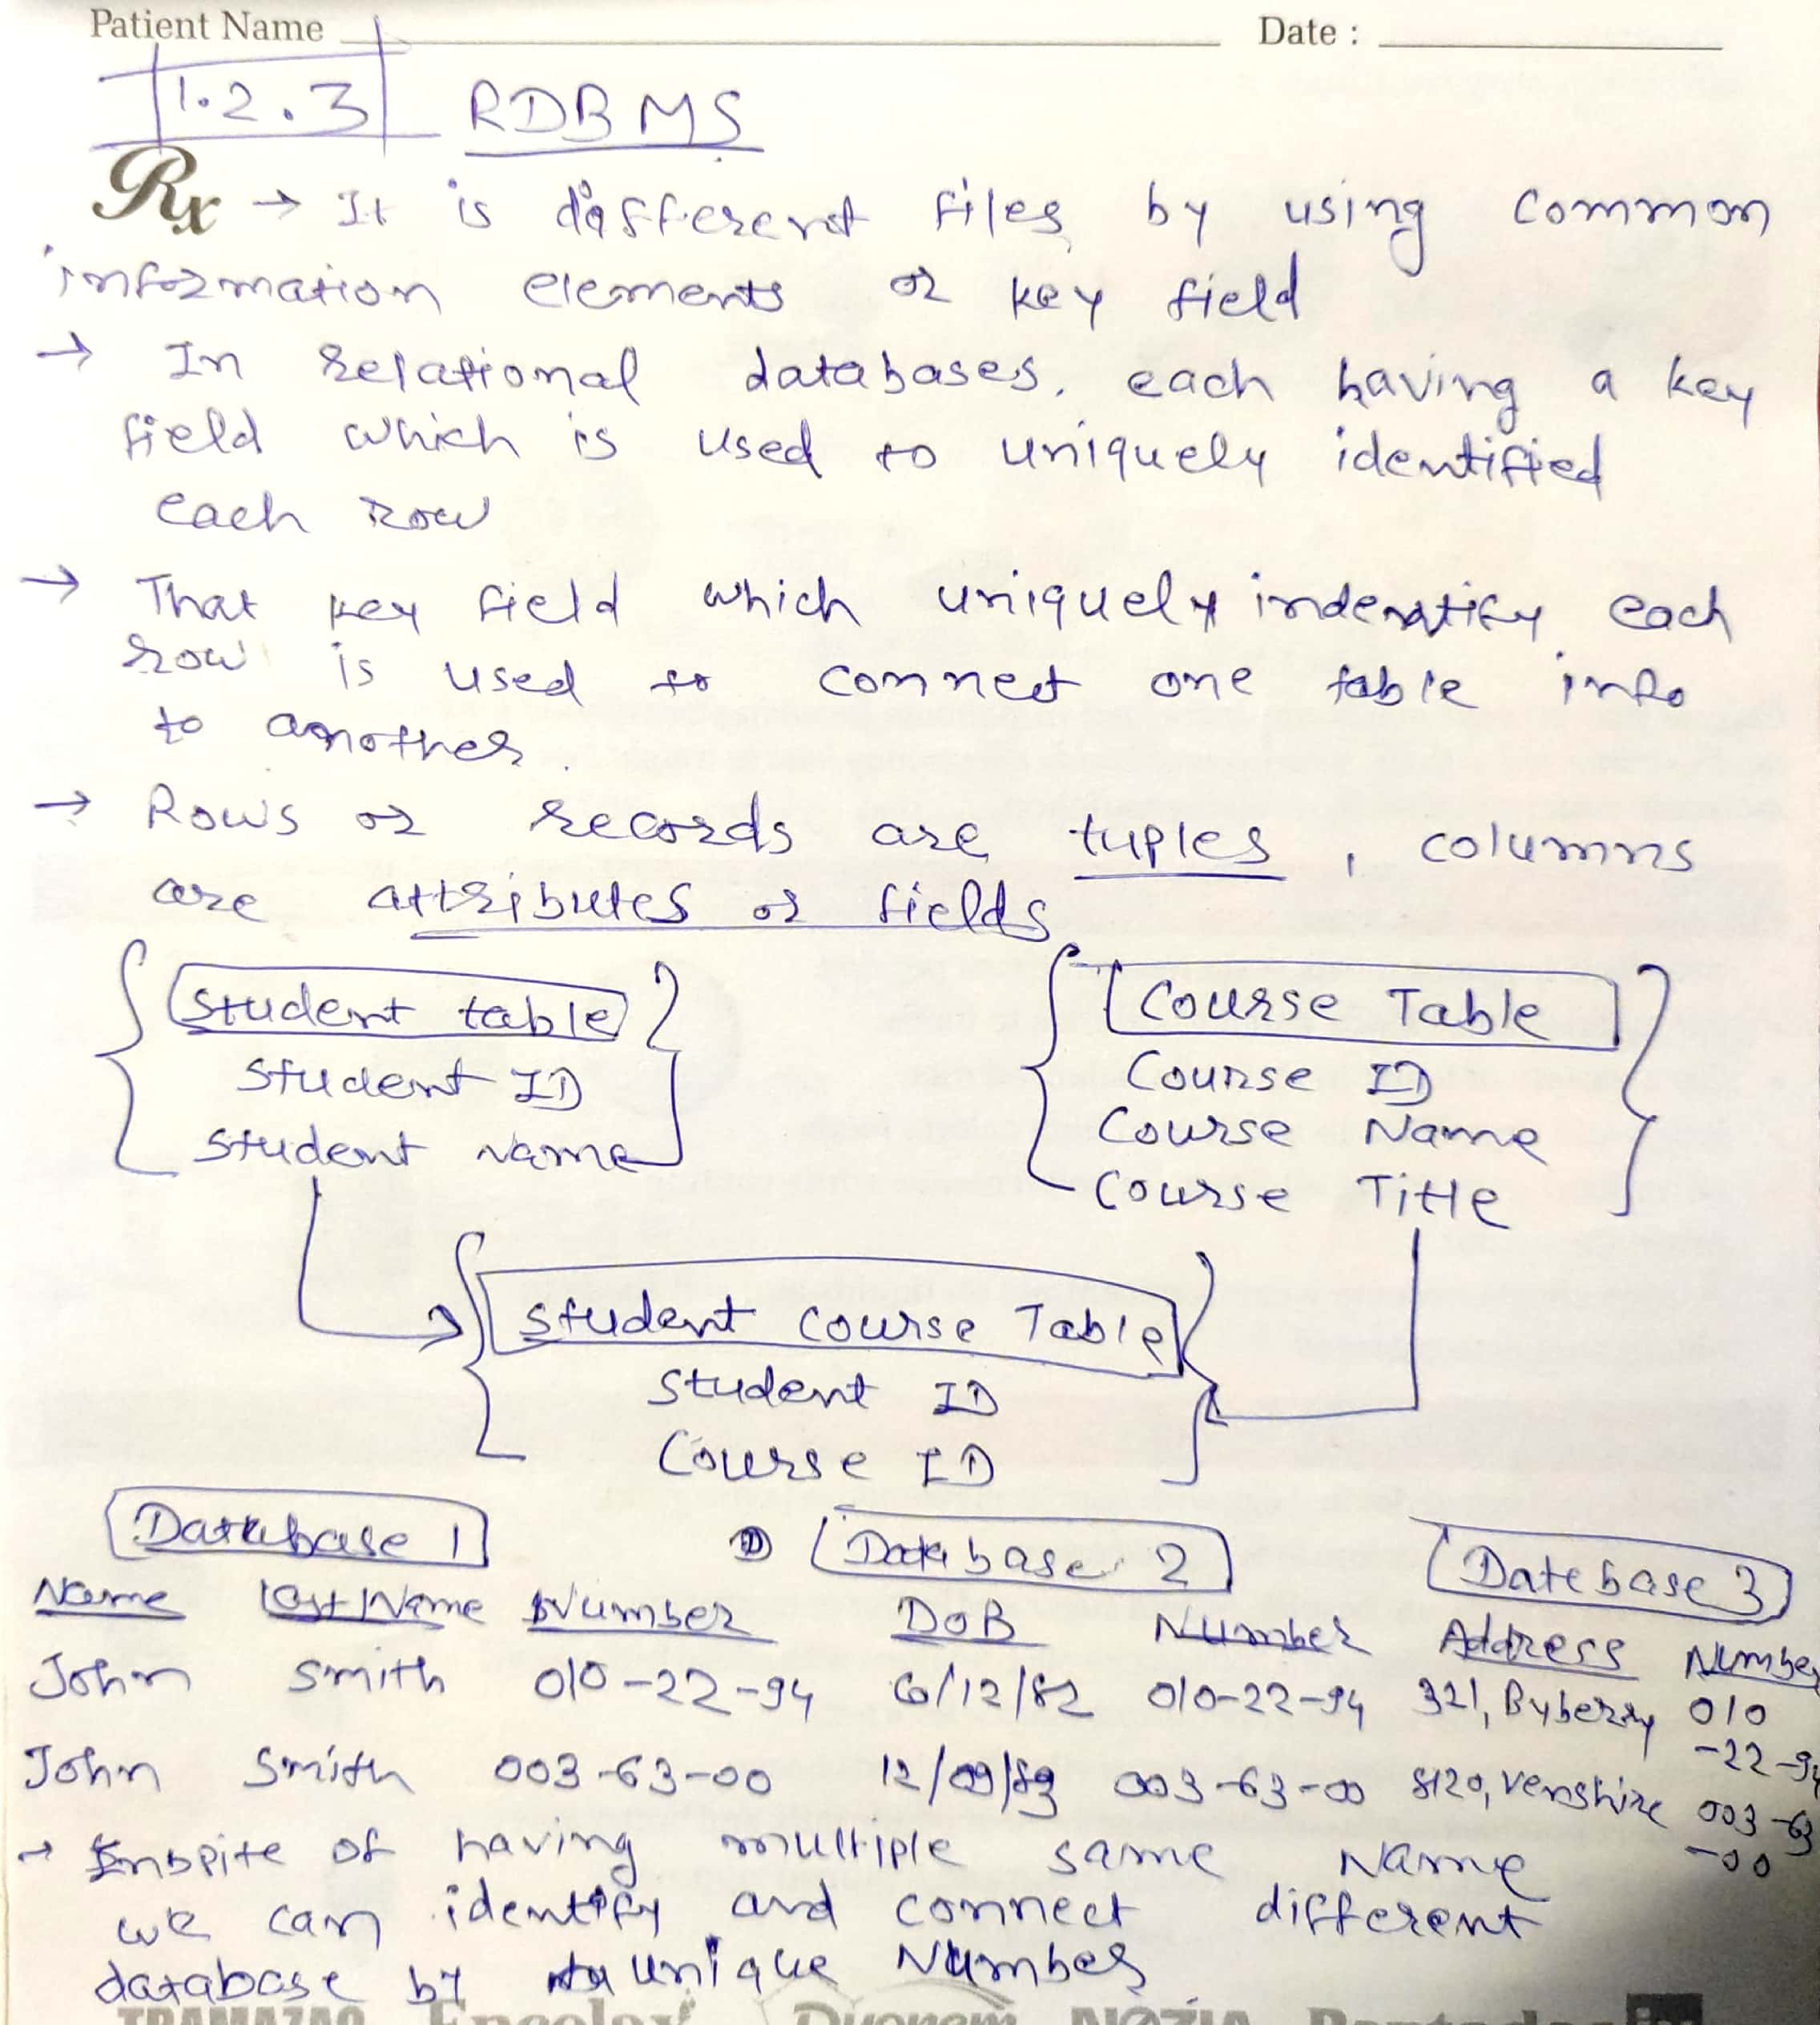 Patient Name Date :
1.2.3 RDBMS
Rx → It is different files by using common
information elements or key field
→ In relational databases, each having a key
field which is used to uniquely identified
each row
→ That key field which uniquely indentify each
row is used to connect one table info
to another.
→ Rows or records are tuples, columns
are attributes or fields
Student table Course Table
Student ID Course ID
Student Name Course Name
Course Title
Student Course Table
Student ID
Course ID
Database 1 Database 2 Database 3
Name Last Name Number DOB Number Address Number
John Smith 010-22-94 6/12/82 010-22-94 321, Byberry 010
-22-94
John Smith 003-63-00 12/09/89 003-63-00 8120, Venshire 003-63
-00
→ Inspite of having multiple same Name
we can identify and connect different
database by unique Number